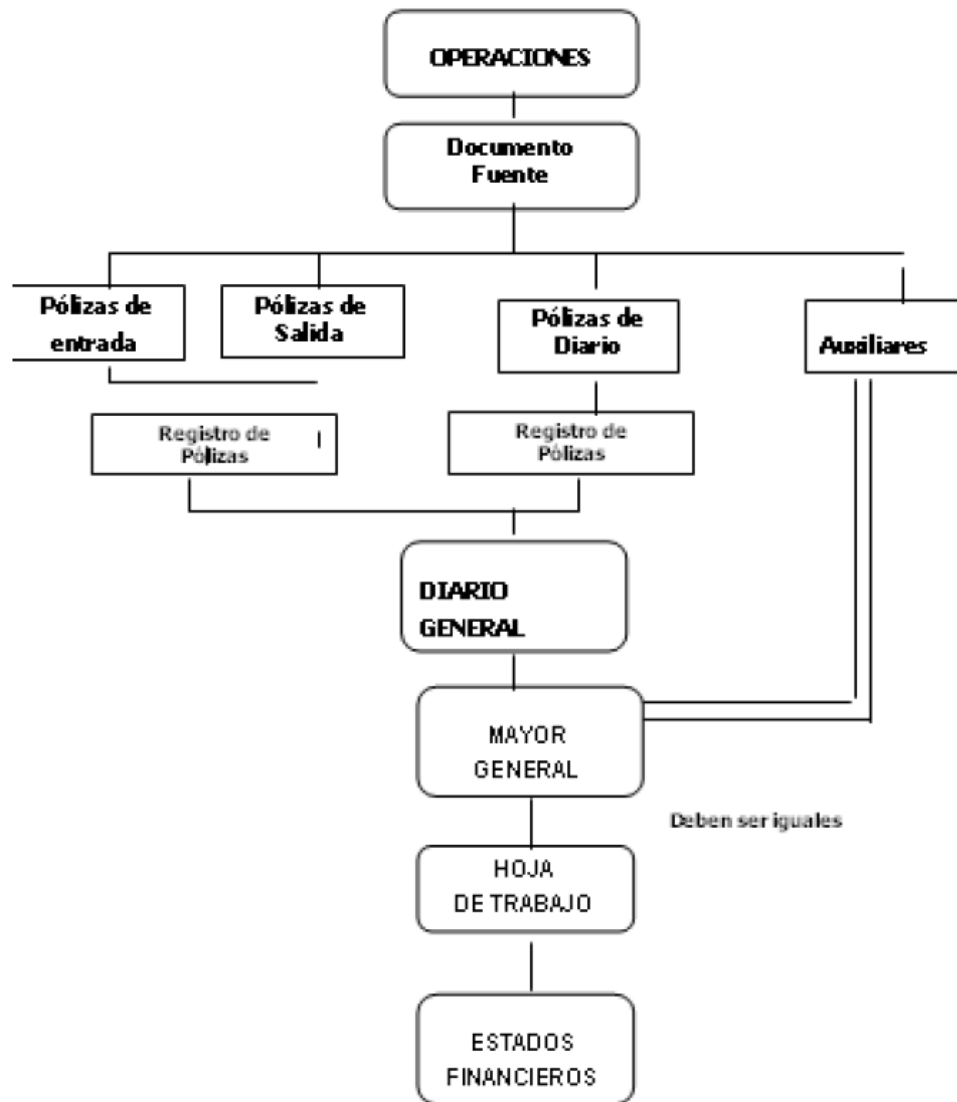 OPERACIONES
Documento
Fuente
Pólizas de
entrada
Pólizas de
Salida
Pólizas de
Diario
Auxiliares
Registro de
Pólizas
Registro de
Pólizas
DIARIO
GENERAL
MAYOR
GENERAL
Deben ser iguales
HOJA
DE TRABAJO
ESTADOS
FINANCIEROS